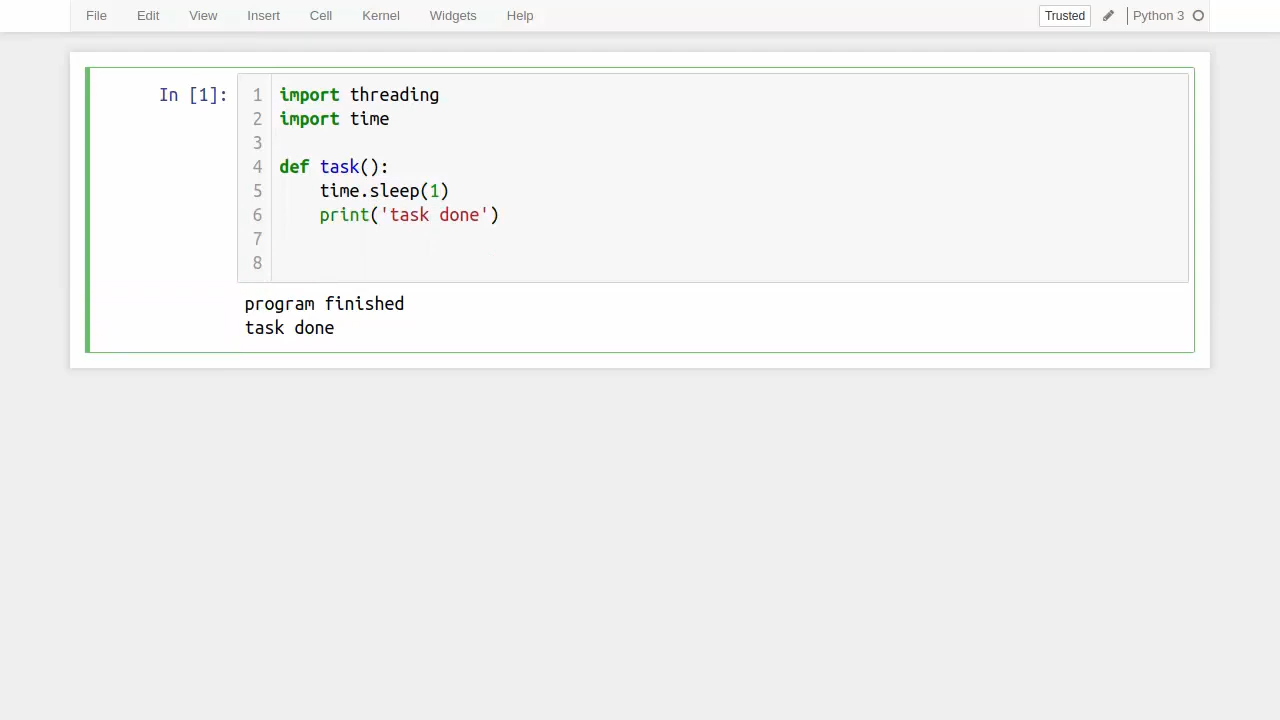 File Edit View Insert Cell Kernel Widgets Help Trusted Python 3
In [1]:
1 import threading
2 import time
3
4 def task():
5     time.sleep(1)
6     print('task done')
7
8
program finished
task done